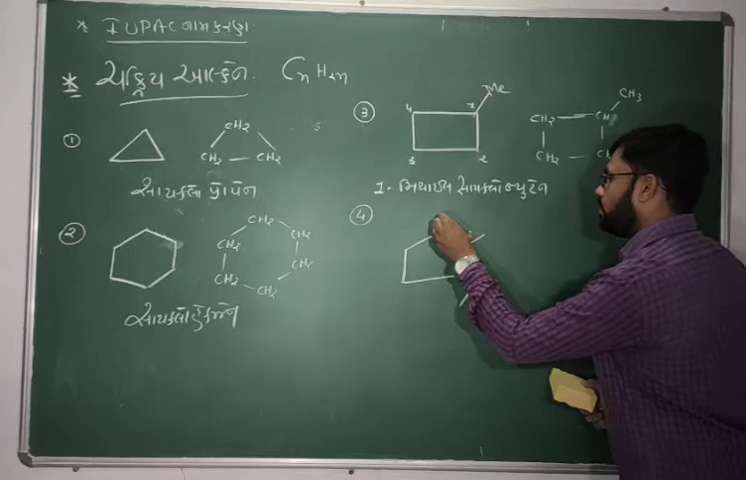 * IUPAC નામકરણ
* ચક્રિય આલ્કેન. CnH2n
①
CH2
CH2 — CH2
સાયક્લો પ્રોપેન
②
CH2
CH2
CH2
CH2
CH2
CH2
સાયક્લોહેક્ઝેન
③
4
1
Me
3
2
CH3
CH2
CH
CH2
1- મિથાઈલ સાયક્લો બ્યુટેન
④